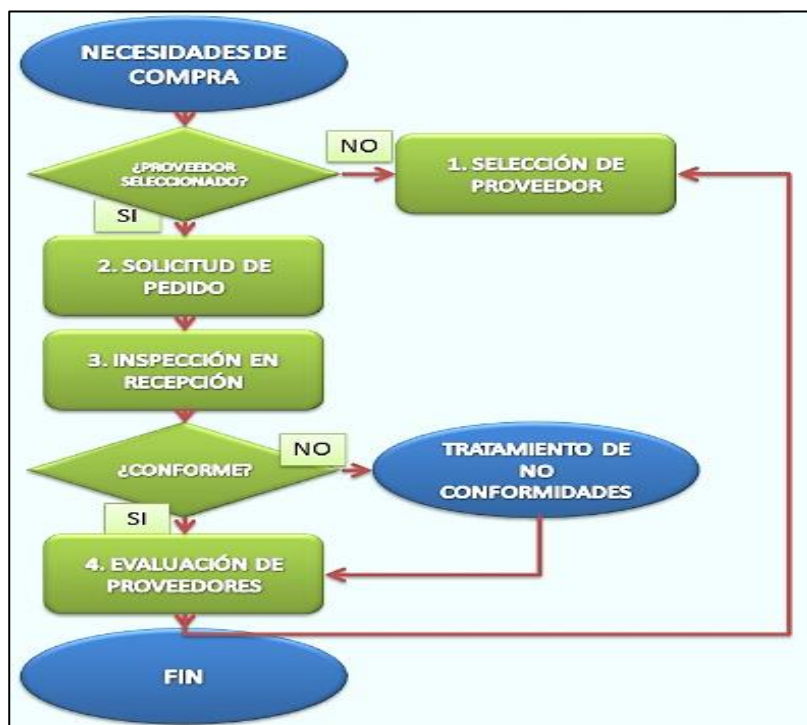 NECESIDADES DE
COMPRA
¿PROVEEDOR
SELECCIONADO?
NO
1. SELECCIÓN DE
PROVEEDOR
SI
2. SOLICITUD DE
PEDIDO
3. INSPECCIÓN EN
RECEPCIÓN
¿CONFORME?
NO
TRATAMIENTO DE
NO
CONFORMIDADES
SI
4. EVALUACIÓN DE
PROVEEDORES
FIN